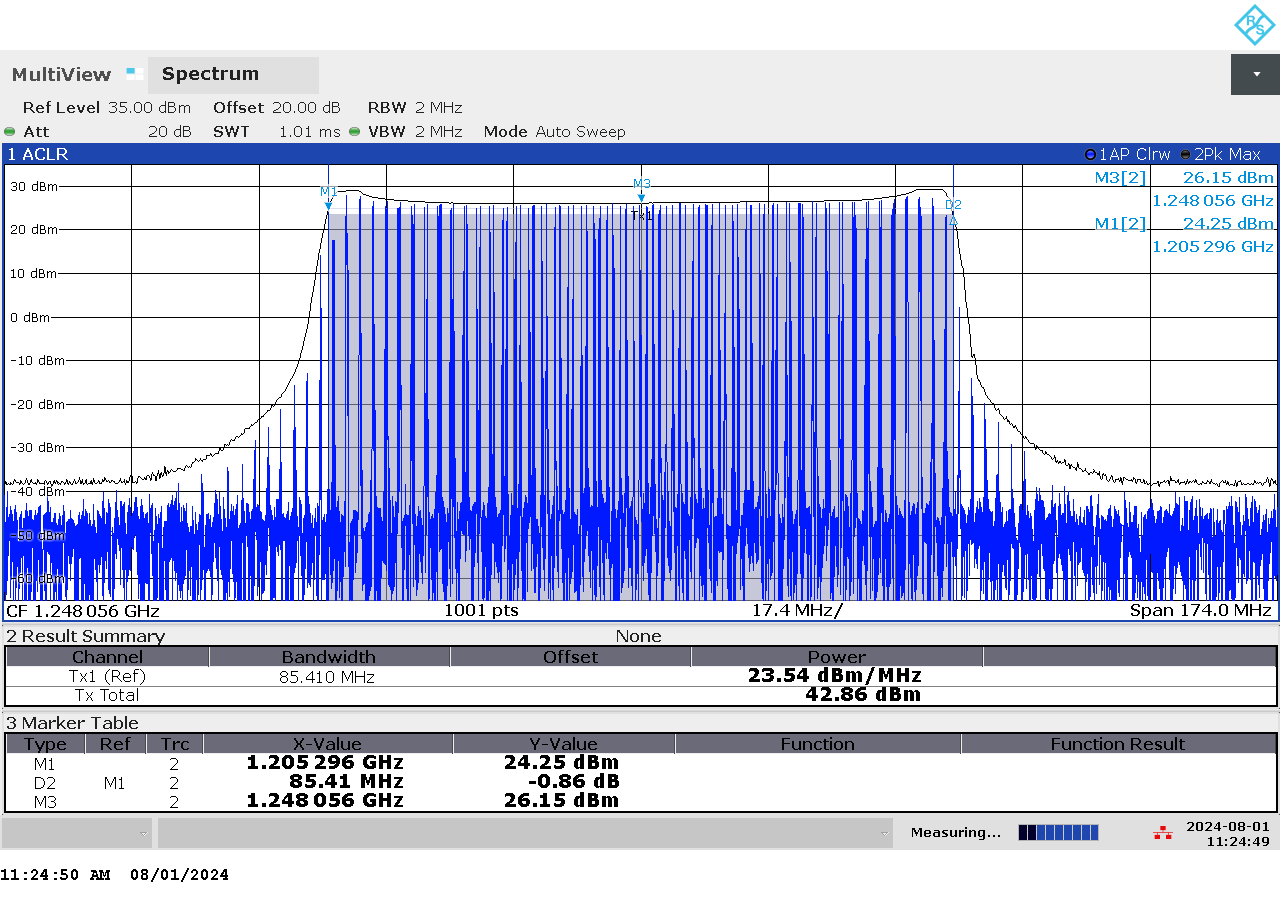 R/S
MultiView Spectrum
Ref Level 35.00 dBm Offset 20.00 dB RBW 2 MHz
Att 20 dB SWT 1.01 ms VBW 2 MHz Mode Auto Sweep
1 ACLR 1AP Clrw 2Pk Max
M3[2] 26.15 dBm
1.248 056 GHz
M1[2] 24.25 dBm
1.205 296 GHz
30 dBm
20 dBm
10 dBm
0 dBm
-10 dBm
-20 dBm
-30 dBm
-40 dBm
-50 dBm
-60 dBm
M1
M3
Tx1
D2
CF 1.248 056 GHz 1001 pts 17.4 MHz/ Span 174.0 MHz
2 Result Summary None
Channel Bandwidth Offset Power
Tx1 (Ref) 85.410 MHz 23.54 dBm/MHz
Tx Total 42.86 dBm
3 Marker Table
Type Ref Trc X-Value Y-Value Function Function Result
M1 2 1.205 296 GHz 24.25 dBm
D2 M1 2 85.41 MHz -0.86 dB
M3 2 1.248 056 GHz 26.15 dBm
Measuring... 2024-08-01
11:24:49
11:24:50 AM 08/01/2024